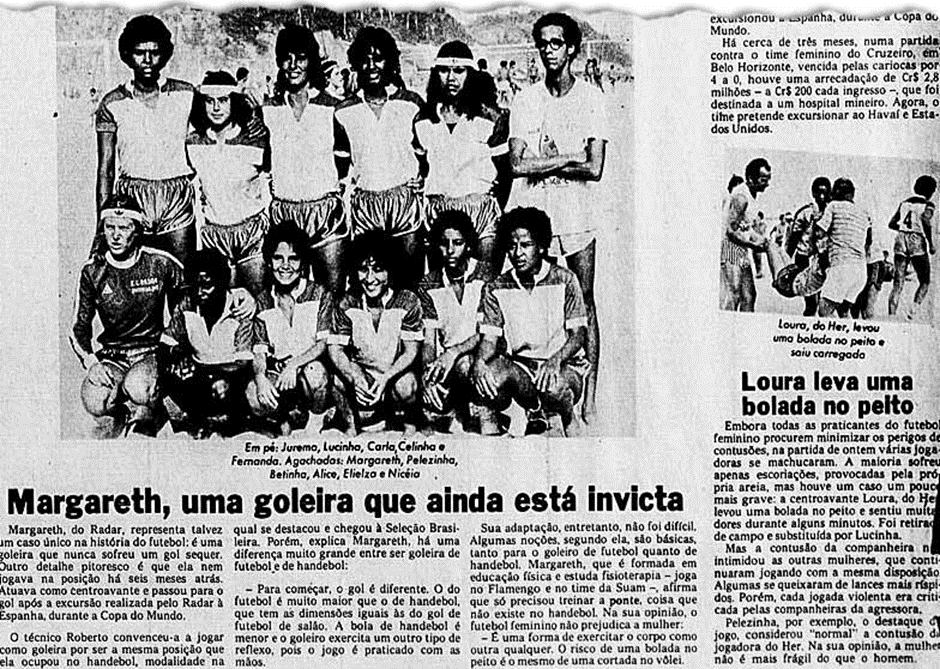 Em pé: Jurema, Lucinha, Carla, Celinha e
Fernanda. Agachadas: Margareth, Pelezinha,
Betinha, Alice, Elielza e Nicéia
Margareth, uma goleira que ainda está invicta
Margareth, do Radar, representa talvez
um caso único na história do futebol: é uma
goleira que nunca sofreu um gol sequer.
Outro detalhe pitoresco é que ela nem
jogava na posição há seis meses atrás.
Atuava como centroavante e passou para o
gol após a excursão realizada pelo Radar à
Espanha, durante a Copa do Mundo.
O técnico Roberto convenceu-a a jogar
como goleira por ser a mesma posição que
ela ocupou no handebol, modalidade na
qual se destacou e chegou à Seleção Brasi-
leira. Porém, explica Margareth, há uma
diferença muito grande entre ser goleira de
futebol e de handebol:
– Para começar, o gol é diferente. O do
futebol é muito maior que o de handebol,
que tem as dimensões iguais às do gol de
futebol de salão. A bola de handebol é
menor e o goleiro exercita um outro tipo de
reflexo, pois o jogo é praticado com as
mãos.
Sua adaptação, entretanto, não foi difícil.
Algumas noções, segundo ela, são básicas,
tanto para o goleiro de futebol quanto de
handebol. Margareth, que é formada em
educação física e estuda fisioterapia – joga
no Flamengo e no time da Suam –, afirma
que só precisou treinar a ponte, coisa que
não existe no handebol. Na sua opinião, o
futebol feminino não prejudica a mulher:
– É uma forma de exercitar o corpo como
outra qualquer. O risco de uma bolada no
peito é o mesmo de uma cortada no vôlei.
excursionou à Espanha, durante a Copa do
Mundo.
Há cerca de três meses, numa partida
contra o time feminino do Cruzeiro, em
Belo Horizonte, vencida pelas cariocas por
4 a 0, houve uma arrecadação de Cr$ 2,8
milhões – a Cr$ 200 cada ingresso –, que foi
destinada a um hospital mineiro. Agora, o
time pretende excursionar ao Havaí e Esta-
dos Unidos.
4
Loura, do Her, levou
uma bolada no peito e
saiu carregada
Loura leva uma
bolada no peito
Embora todas as praticantes do futebol
feminino procurem minimizar os perigos de
contusões, na partida de ontem várias joga-
doras se machucaram. A maioria sofreu
apenas escoriações, provocadas pela pró-
pria areia, mas houve um caso um pouco
mais grave: a centroavante Loura, do Her
levou uma bolada no peito e sentiu muitas
dores durante alguns minutos. Foi retirada
de campo e substituída por Lucinha.
Mas a contusão da companheira não
intimidou as outras mulheres, que conti-
nuaram jogando com a mesma disposição.
Algumas se queixaram de lances mais rispi-
dos. Porém, cada jogada violenta era criti-
cada pelas companheiras da agressora.
Pelezinha, por exemplo, o destaque do
jogo, considerou "normal" a contusão da
jogadora do Her. Na sua opinião, a mulher
não é mais frágil do que o homem.